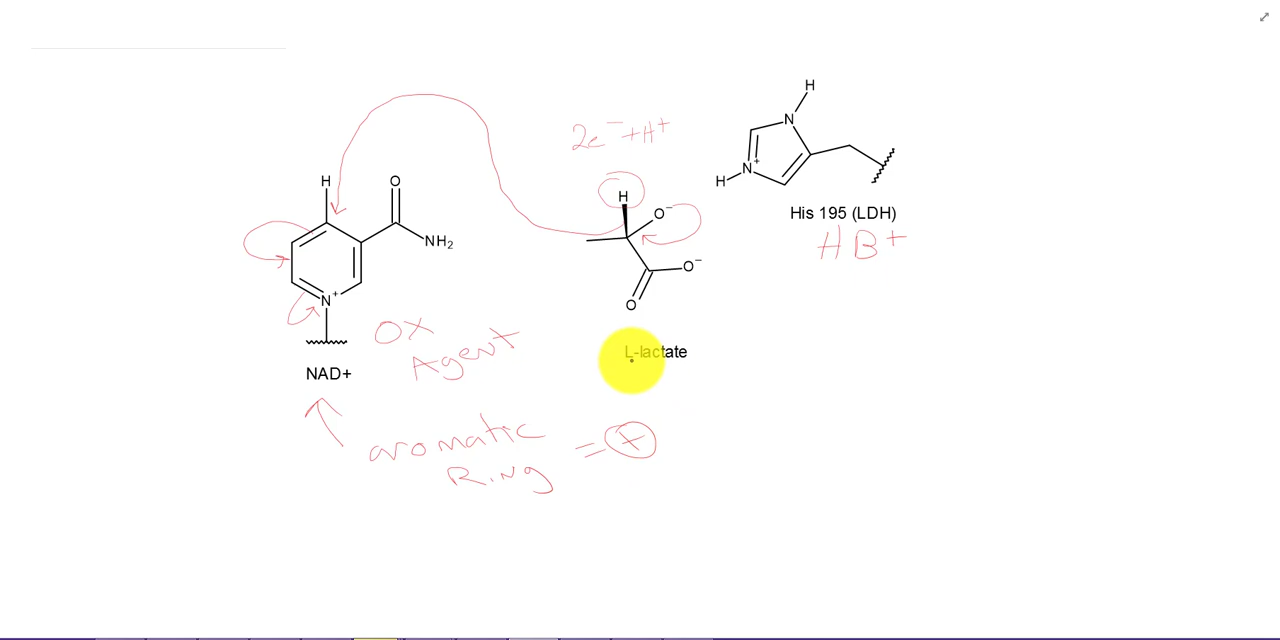 2e⁻ + H⁺
H
H
O
H
O⁻
N
N⁺
H
NH₂
O⁻
O
N⁺
His 195 (LDH)
HB+
OX
Agent
L-lactate
NAD+
aromatic = +
Ring